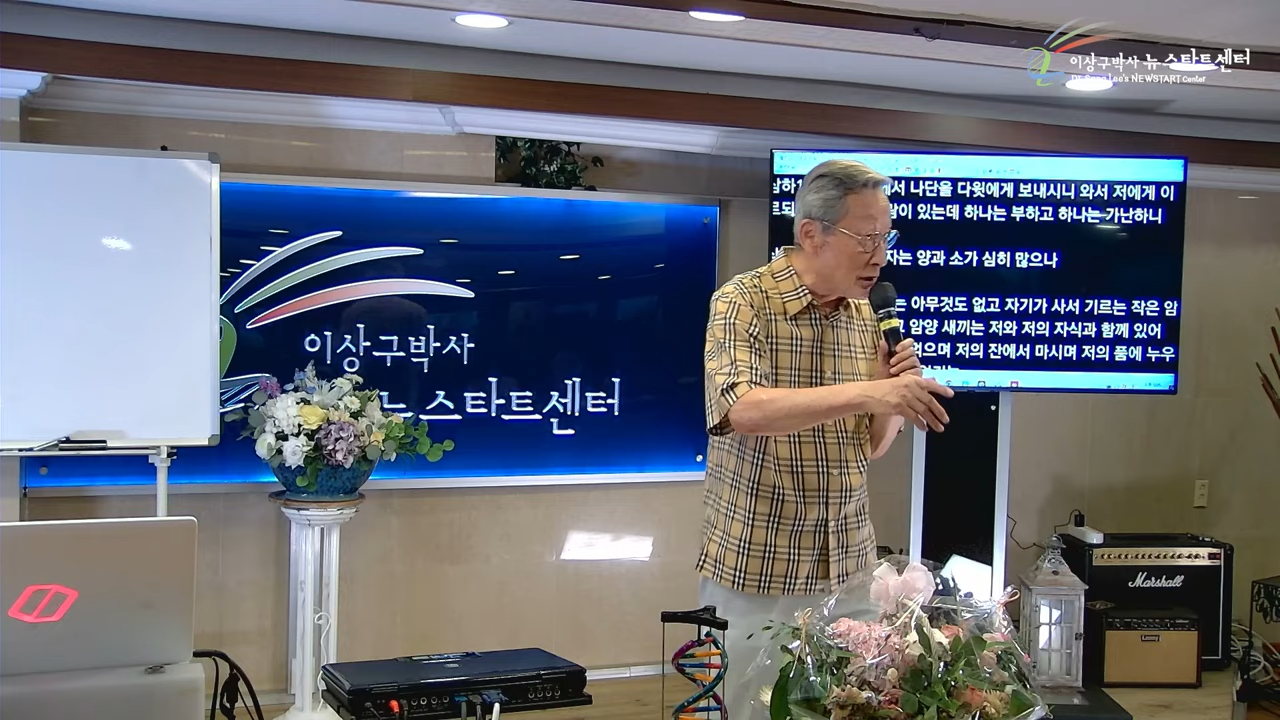 이상구박사 뉴스타트센터
Dr. Sang Lee's NEWSTART Center
이상구박사
뉴스타트센터
서 나단을 다윗에게 보내시니 와서 저에게 이
있는데 하나는 부하고 하나는 가난하니
자는 양과 소가 심히 많으나
는 아무것도 없고 자기가 사서 기르는 작은 암
암양 새끼는 저와 저의 자식과 함께 있어
먹으며 저의 잔에서 마시며 저의 품에 누우
Marshall
Laney